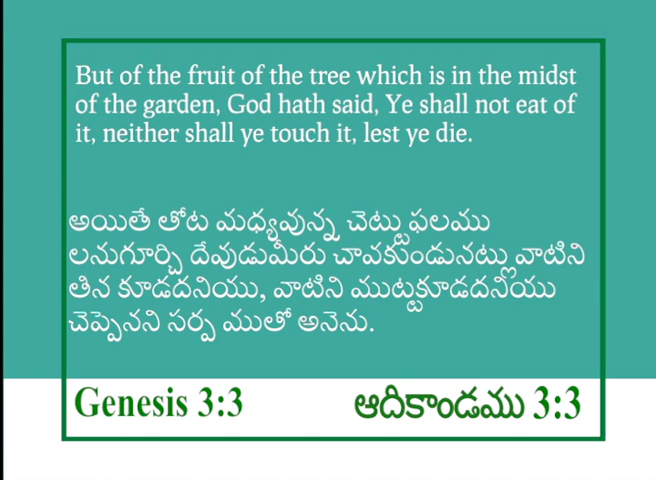 But of the fruit of the tree which is in the midst
of the garden, God hath said, Ye shall not eat of
it, neither shall ye touch it, lest ye die.
అయితే తోట మధ్యవున్న చెట్టు ఫలము
లనుగూర్చి దేవుడుమీరు చావకుండునట్లు వాటిని
తిన కూడదనియు, వాటిని ముట్టకూడదనియు
చెప్పెనని సర్ప ముతో అనెను.
Genesis 3:3 ఆదికాండము 3:3